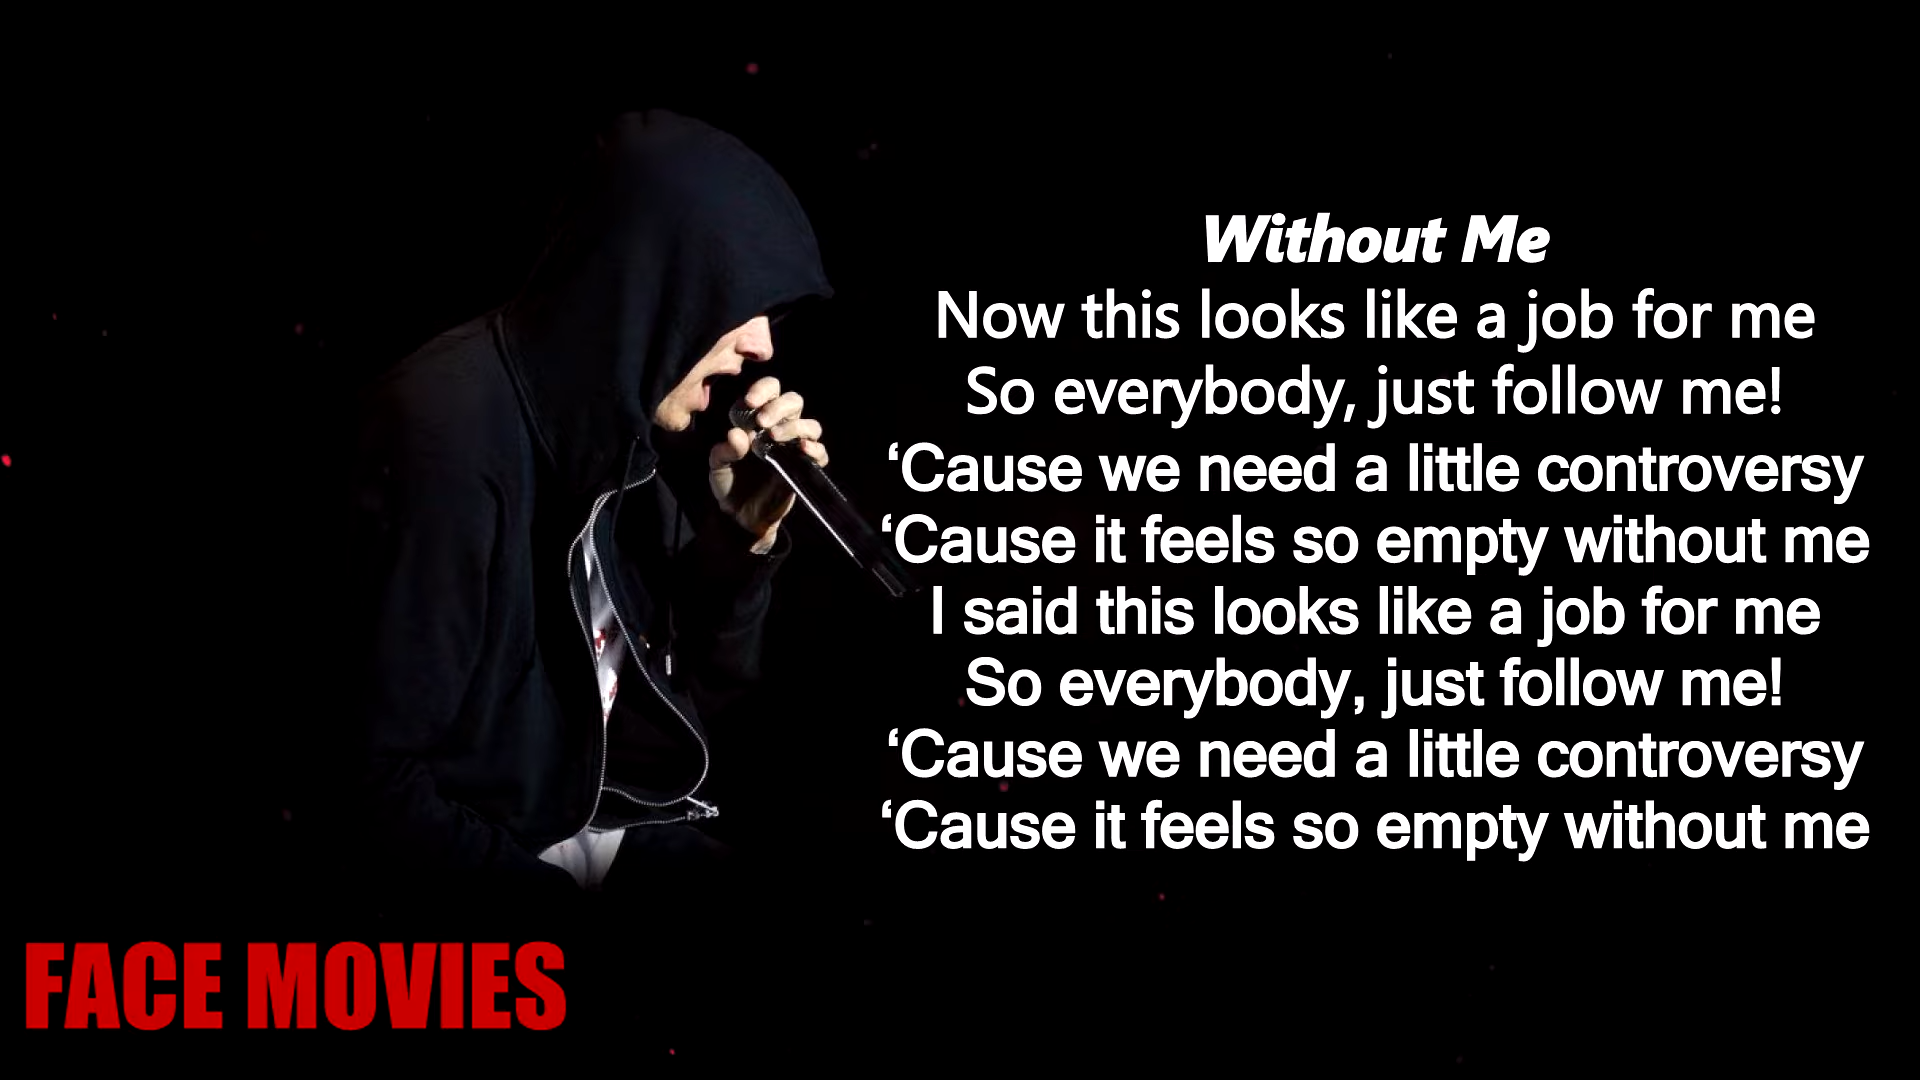 Without Me
Now this looks like a job for me
So everybody, just follow me!
‘Cause we need a little controversy
‘Cause it feels so empty without me
I said this looks like a job for me
So everybody, just follow me!
‘Cause we need a little controversy
‘Cause it feels so empty without me
FACE MOVIES